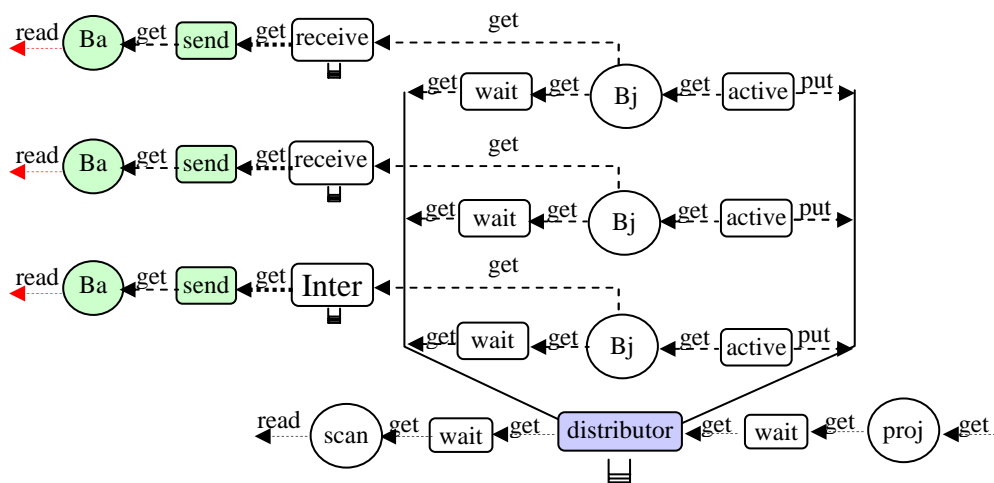 read Ba get send get receive get
get wait get Bj get active put
read Ba get send get receive get
get wait get Bj get active put
read Ba get send get Inter get
get wait get Bj get active put
read scan get wait get distributor get wait get proj get